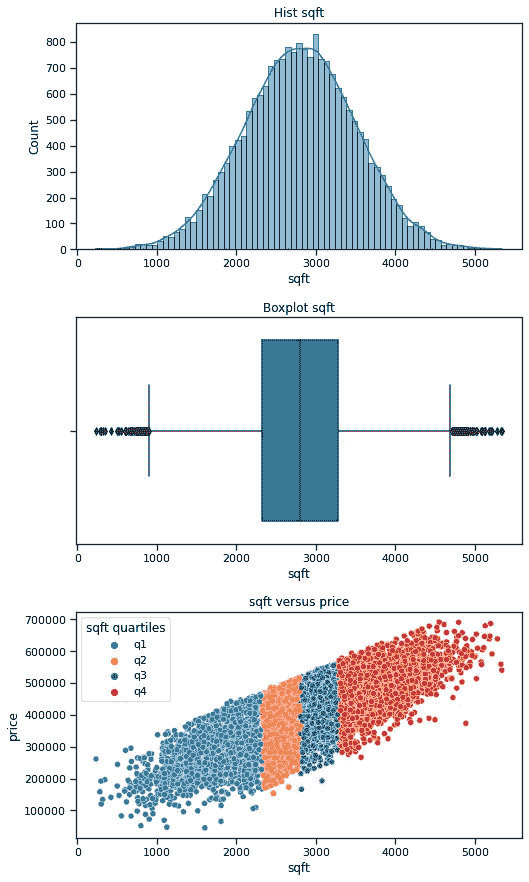 Hist sqft
800
700
600
500
400
300
200
100
0
Count
0 1000 2000 3000 4000 5000
sqft
Boxplot sqft
0 1000 2000 3000 4000 5000
sqft
sqft versus price
700000
600000
500000
400000
300000
200000
100000
price
sqft quartiles
q1
q2
q3
q4
0 1000 2000 3000 4000 5000
sqft